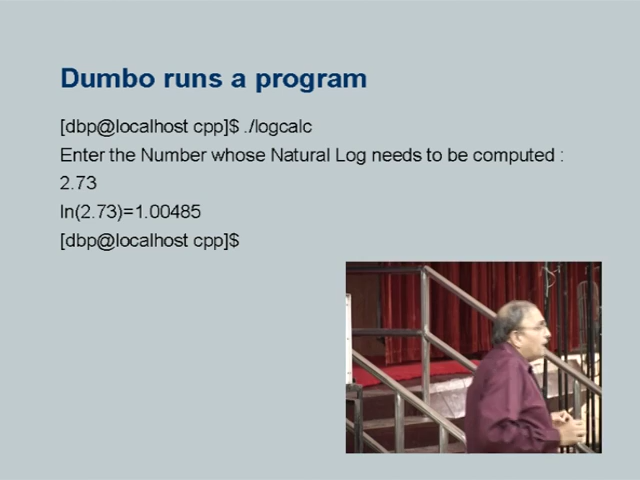 Dumbo runs a program
[dbp@localhost cpp]$ ./logcalc
Enter the Number whose Natural Log needs to be computed :
2.73
ln(2.73)=1.00485
[dbp@localhost cpp]$